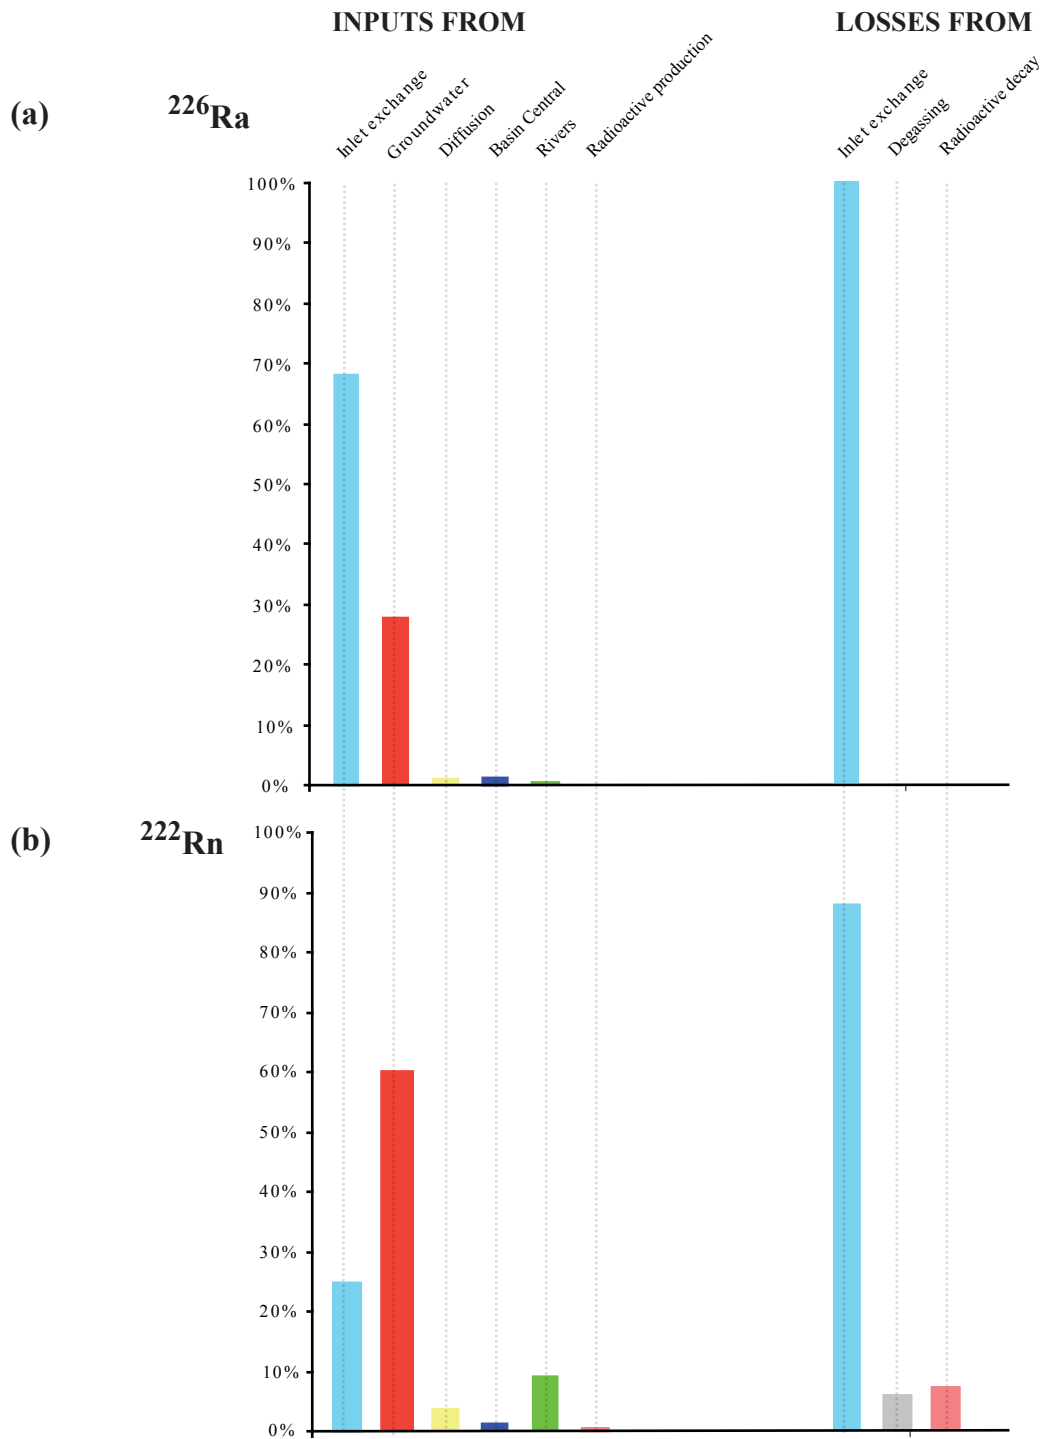 INPUTS FROM LOSSES FROM
Inlet exchange
Groundwater
Diffusion
Basin Central
Rivers
Radioactive production
Inlet exchange
Degassing
Radioactive decay
(a) 226Ra
100%
90%
80%
70%
60%
50%
40%
30%
20%
10%
0%
(b) 222Rn
100%
90%
80%
70%
60%
50%
40%
30%
20%
10%
0%